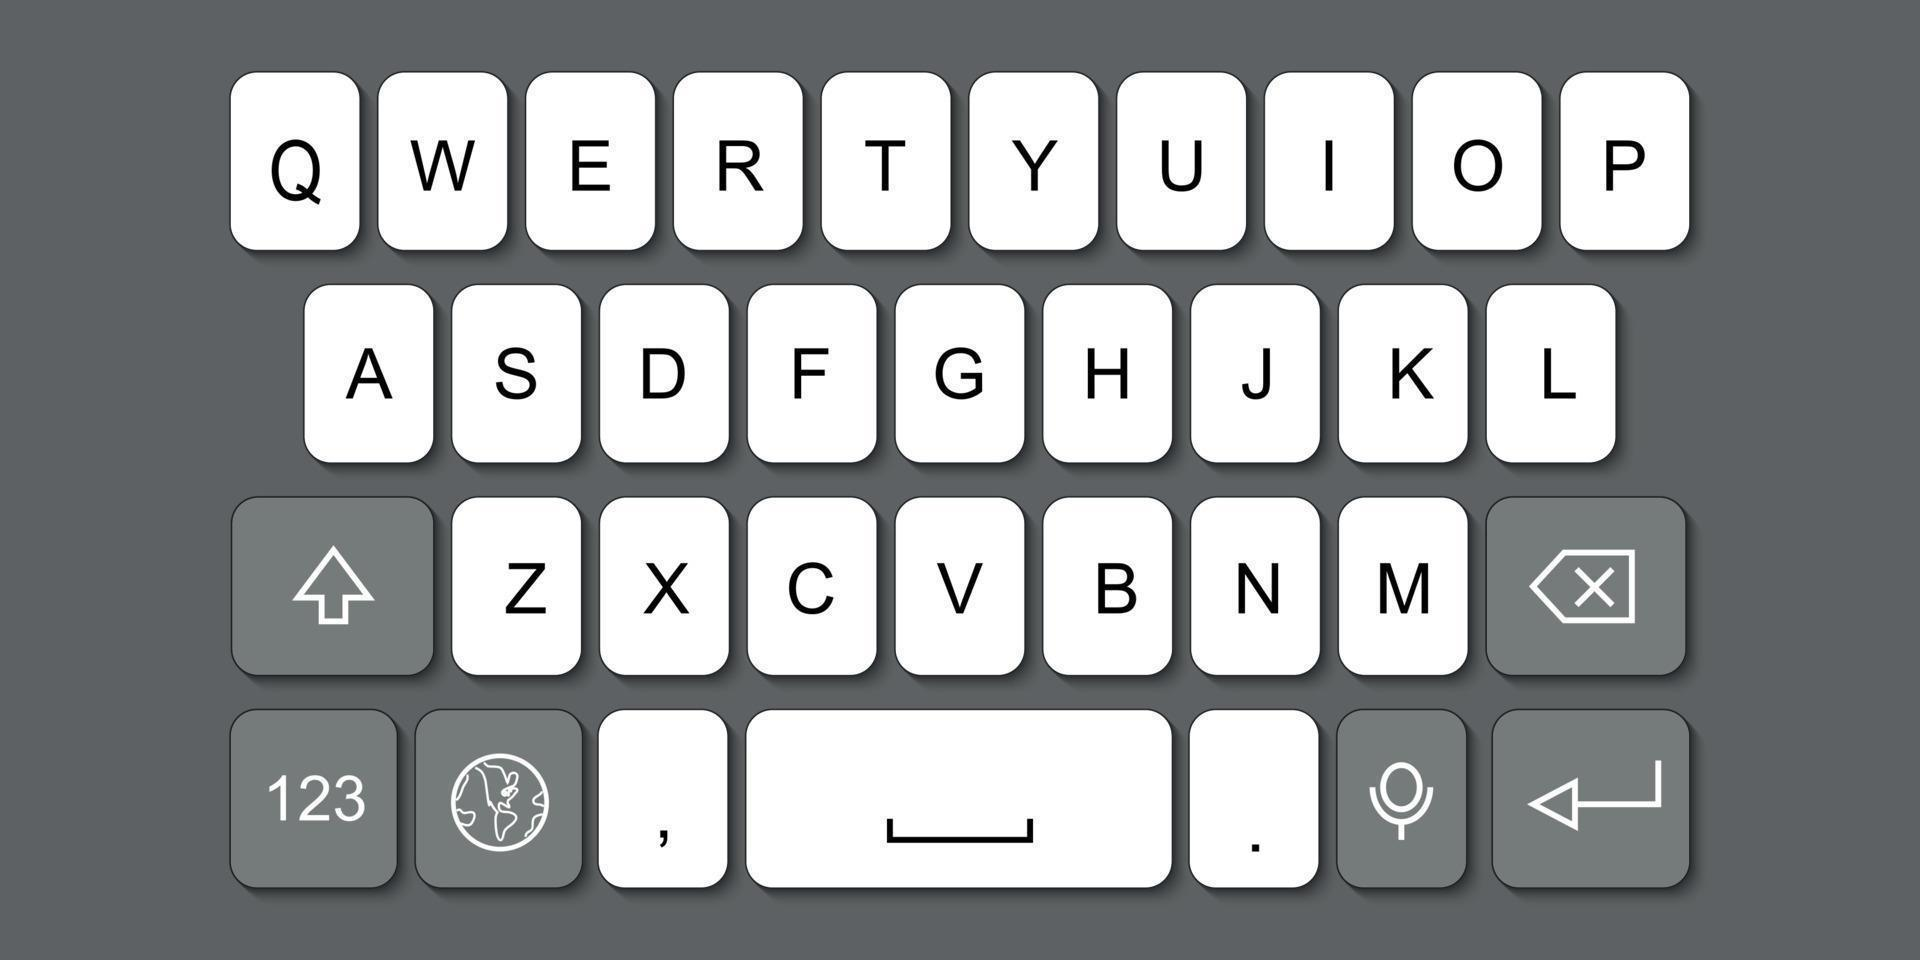 Q W E R T Y U I O P
A S D F G H J K L
Z X C V B N M
123 , .